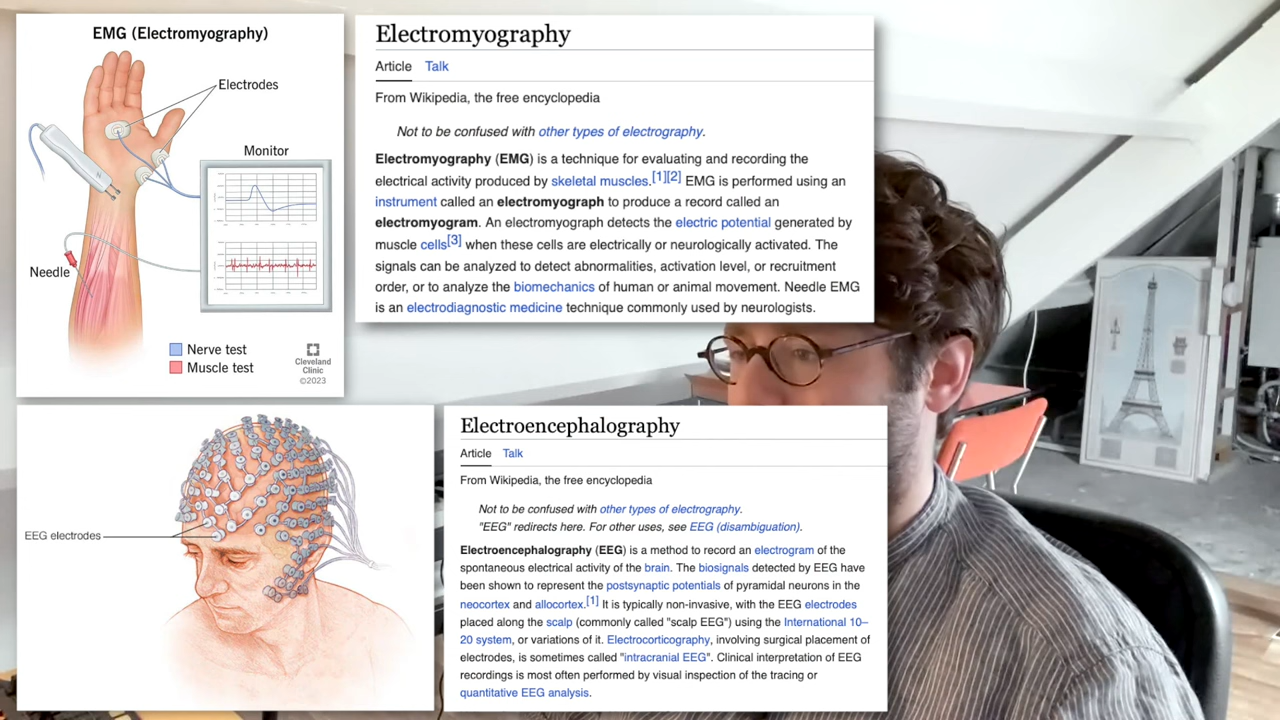 EMG (Electromyography)
Electrodes
Monitor
Needle
Nerve test
Muscle test
Cleveland
Clinic
©2023
Electromyography
Article Talk
From Wikipedia, the free encyclopedia
Not to be confused with other types of electrography.
Electromyography (EMG) is a technique for evaluating and recording the
electrical activity produced by skeletal muscles.[1][2] EMG is performed using an
instrument called an electromyograph to produce a record called an
electromyogram. An electromyograph detects the electric potential generated by
muscle cells[3] when these cells are electrically or neurologically activated. The
signals can be analyzed to detect abnormalities, activation level, or recruitment
order, or to analyze the biomechanics of human or animal movement. Needle EMG
is an electrodiagnostic medicine technique commonly used by neurologists.
EEG electrodes
Electroencephalography
Article Talk
From Wikipedia, the free encyclopedia
Not to be confused with other types of electrography.
"EEG" redirects here. For other uses, see EEG (disambiguation).
Electroencephalography (EEG) is a method to record an electrogram of the
spontaneous electrical activity of the brain. The biosignals detected by EEG have
been shown to represent the postsynaptic potentials of pyramidal neurons in the
neocortex and allocortex.[1] It is typically non-invasive, with the EEG electrodes
placed along the scalp (commonly called "scalp EEG") using the International 10–
20 system, or variations of it. Electrocorticography, involving surgical placement of
electrodes, is sometimes called "intracranial EEG". Clinical interpretation of EEG
recordings is most often performed by visual inspection of the tracing or
quantitative EEG analysis.